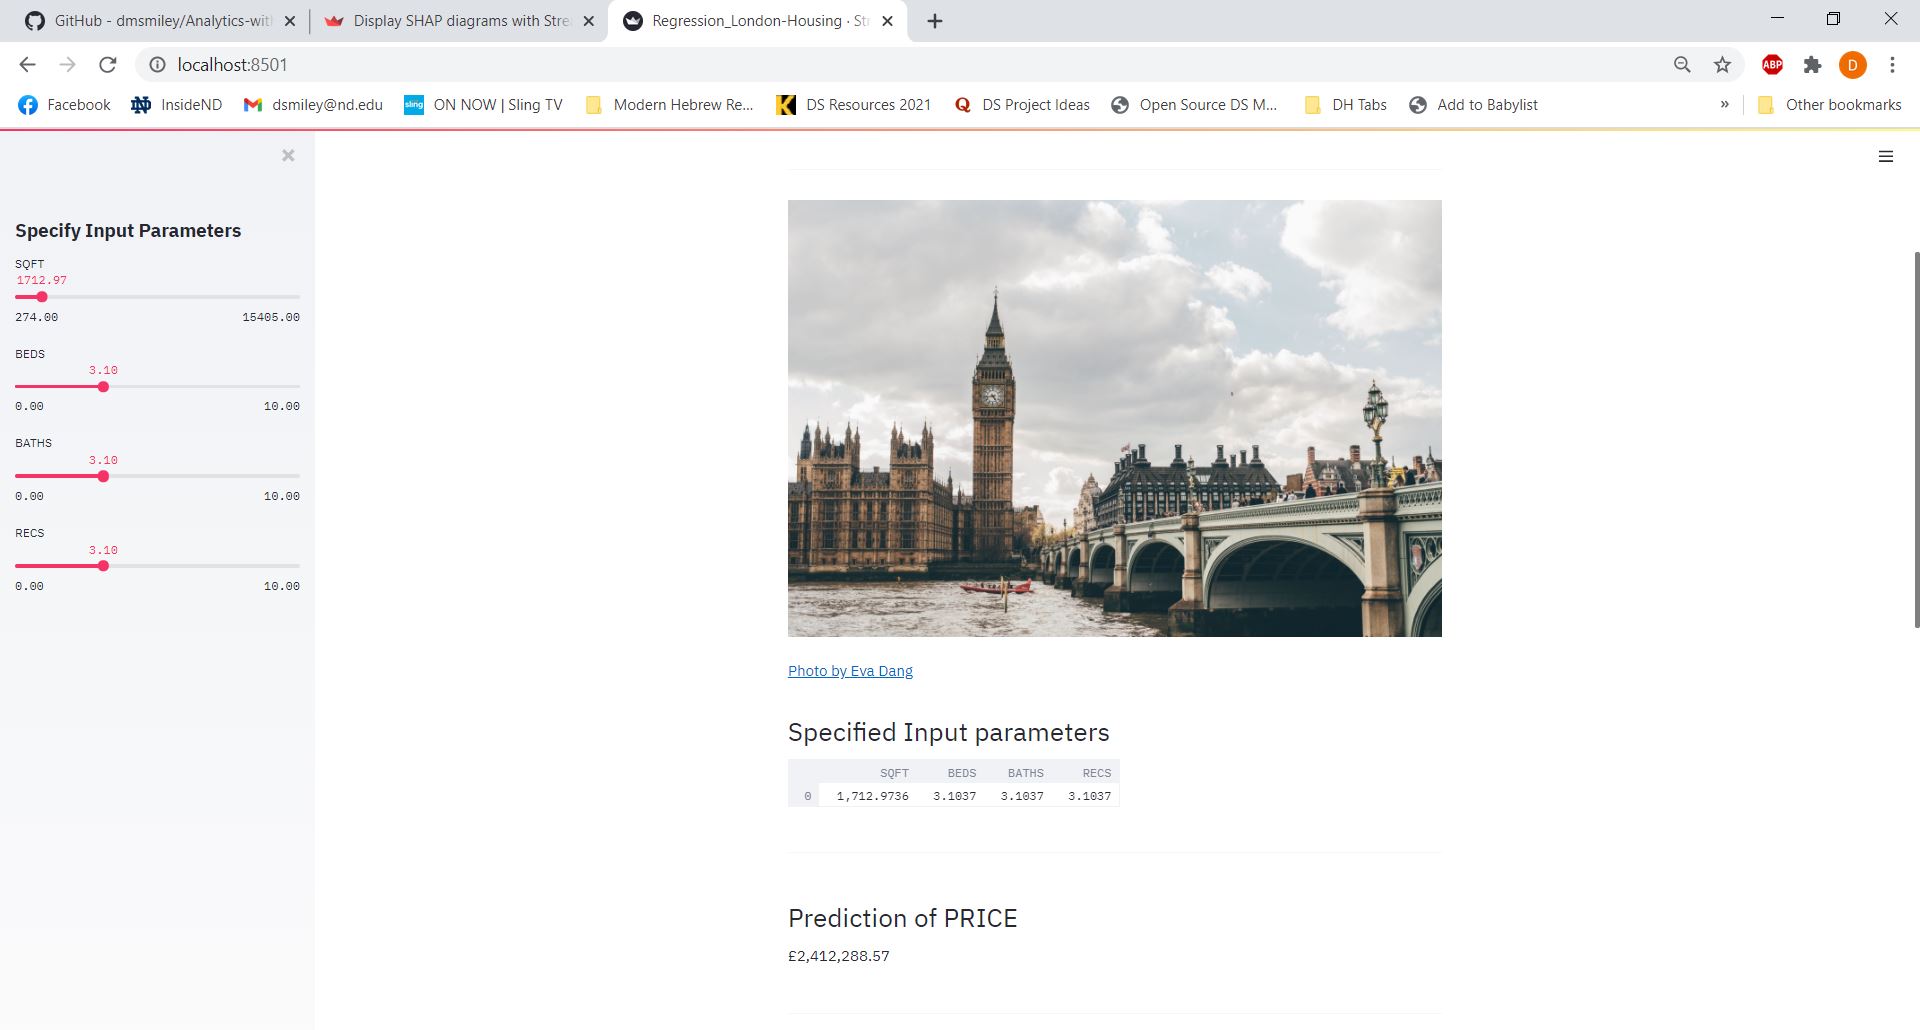 GitHub - dmsmiley/Analytics-wit
Display SHAP diagrams with Stre
Regression_London-Housing · St
localhost:8501
ABP
D
Facebook
InsideND
dsmiley@nd.edu
sling
ON NOW | Sling TV
Modern Hebrew Re...
DS Resources 2021
DS Project Ideas
Open Source DS M...
DH Tabs
Add to Babylist
»
Other bookmarks
Specify Input Parameters
SQFT
1712.97
274.00 15405.00
BEDS
3.10
0.00 10.00
BATHS
3.10
0.00 10.00
RECS
3.10
0.00 10.00
Photo by Eva Dang
Specified Input parameters
SQFT BEDS BATHS RECS
0 1,712.9736 3.1037 3.1037 3.1037
Prediction of PRICE
£2,412,288.57